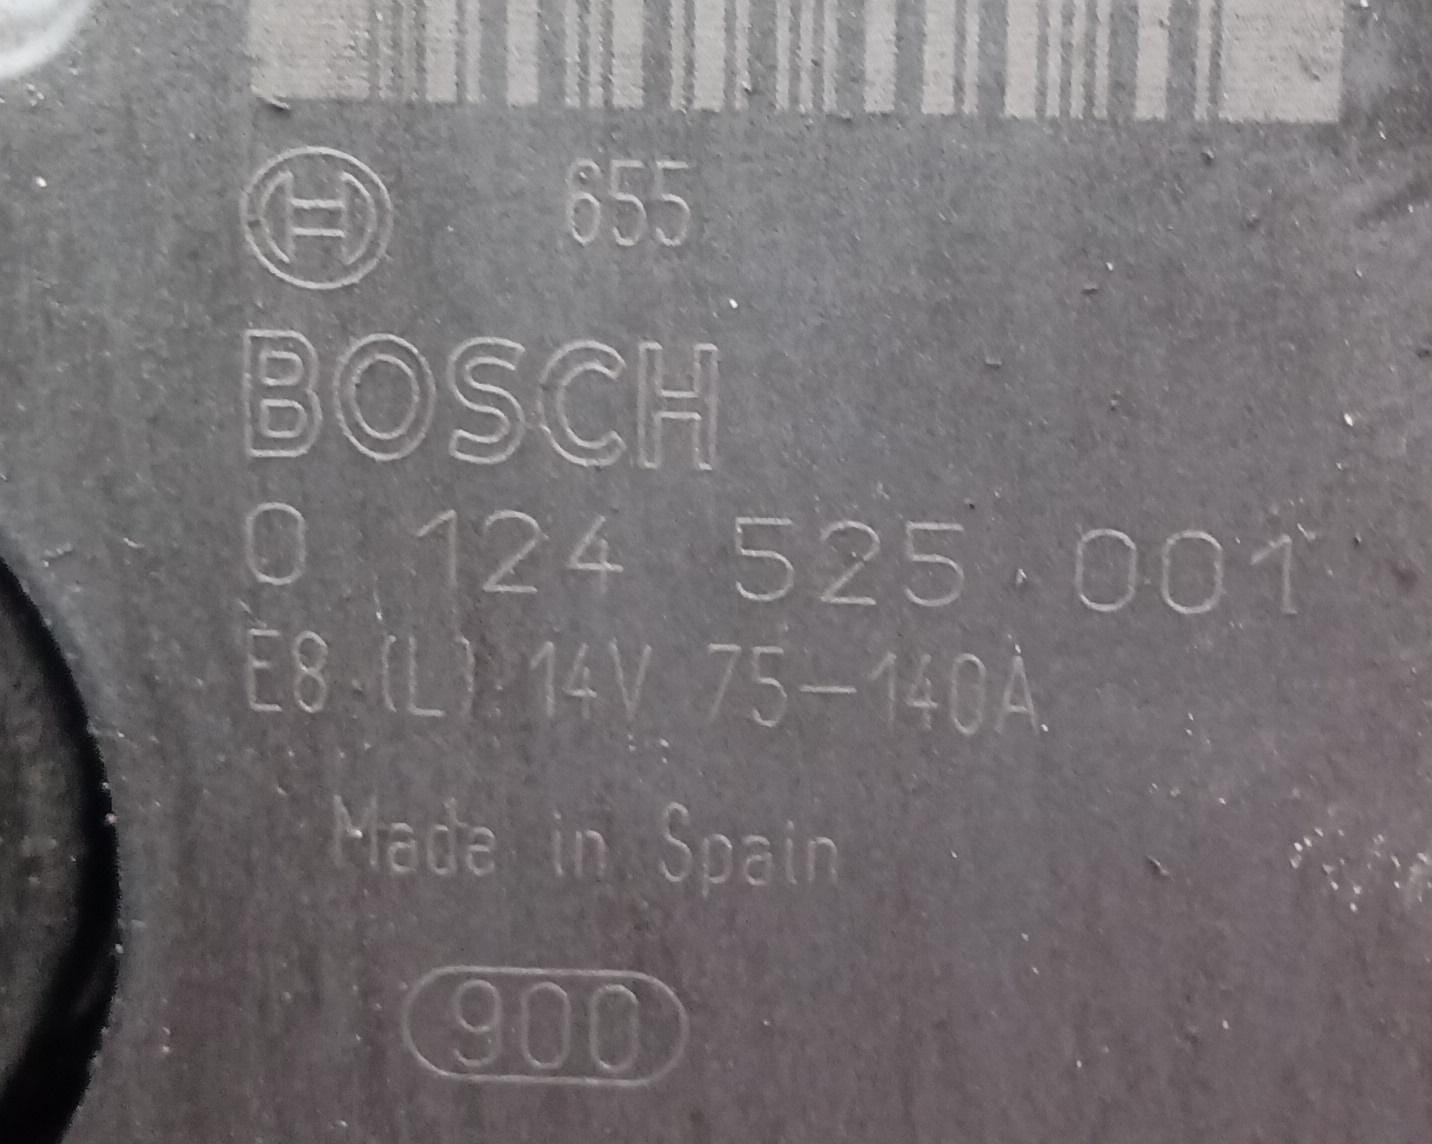 655
BOSCH
0 124 525 001
E8 (L) 14V 75-140A
Made in Spain
900